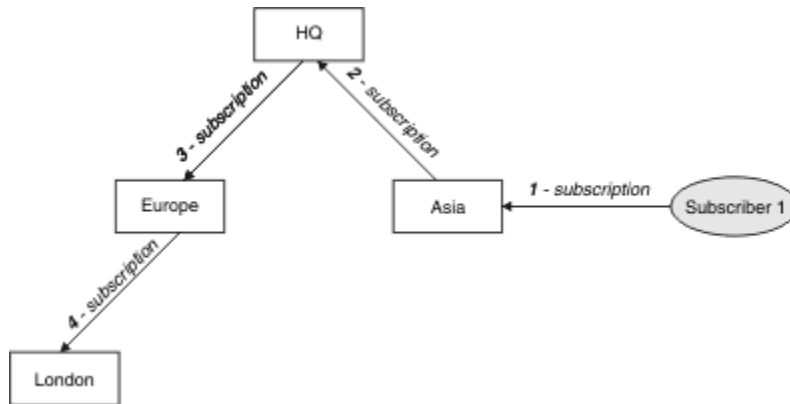 HQ
3 - subscription
2 - subscription
Europe
Asia
1 - subscription
Subscriber 1
4 - subscription
London